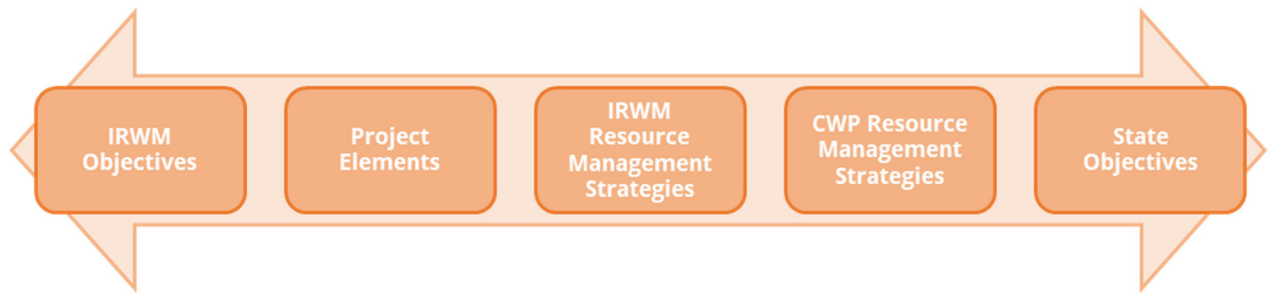 IRWM
Objectives
Project
Elements
IRWM
Resource
Management
Strategies
CWP Resource
Management
Strategies
State
Objectives